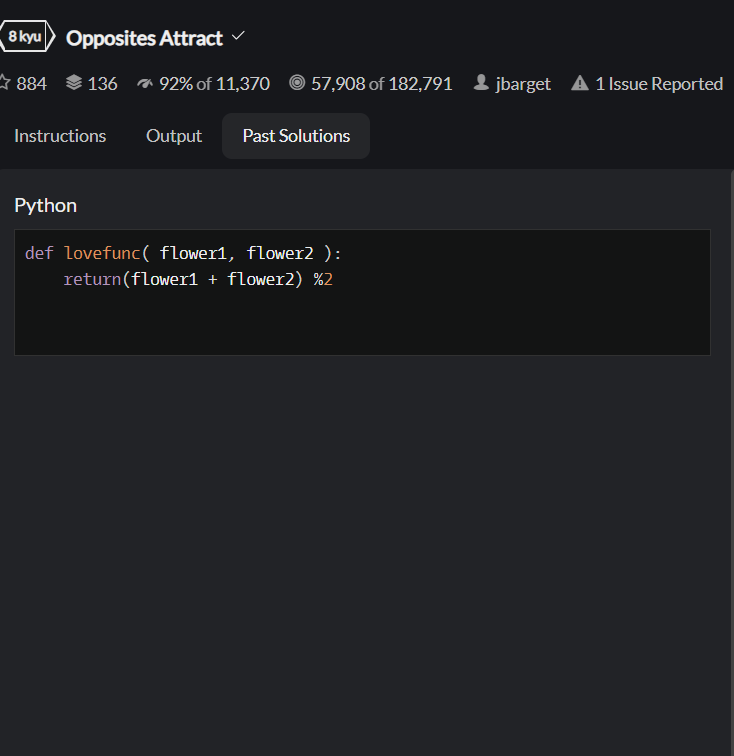 8 kyu Opposites Attract
884 136 92% of 11,370 57,908 of 182,791 jbarget 1 Issue Reported
Instructions Output Past Solutions
Python
def lovefunc( flower1, flower2 ):
    return(flower1 + flower2) %2